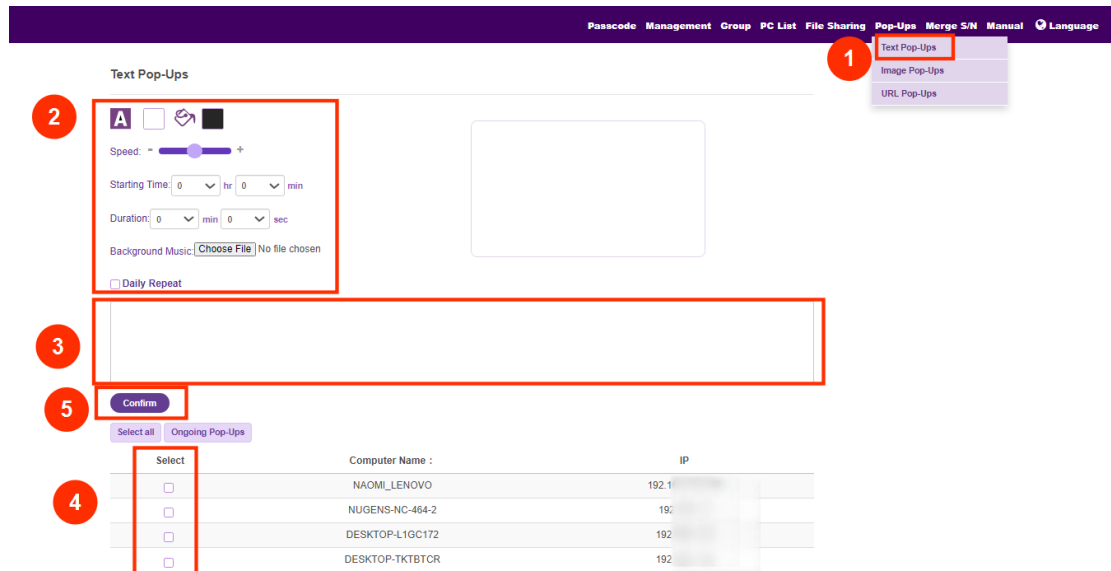 Passcode Management Group PC List File Sharing Pop-Ups Merge S/N Manual Language
1
Text Pop-Ups
Image Pop-Ups
URL Pop-Ups
Text Pop-Ups
2
A
Speed: - +
Starting Time: 0 hr 0 min
Duration: 0 min 0 sec
Background Music: Choose File No file chosen
Daily Repeat
3
5
Confirm
Select all Ongoing Pop-Ups
Select Computer Name : IP
4
NAOMI_LENOVO 192.1
NUGENS-NC-464-2 192
DESKTOP-L1GC172 192
DESKTOP-TKTBTCR 192